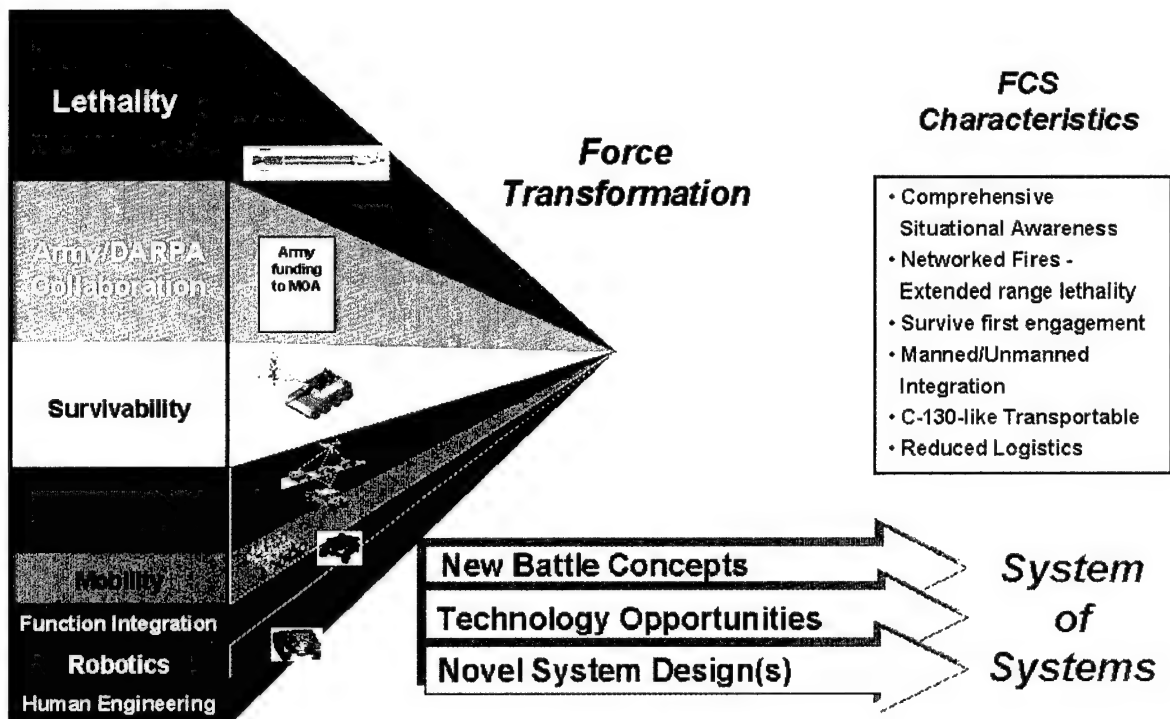 Lethality
Army/DARPA
Collaboration
Army
funding
to MOA
Survivability
Mobility
Function Integration
Robotics
Human Engineering
Force
Transformation
FCS
Characteristics
• Comprehensive
Situational Awareness
• Networked Fires -
Extended range lethality
• Survive first engagement
• Manned/Unmanned
Integration
• C-130-like Transportable
• Reduced Logistics
New Battle Concepts
Technology Opportunities
Novel System Design(s)
System
of
Systems